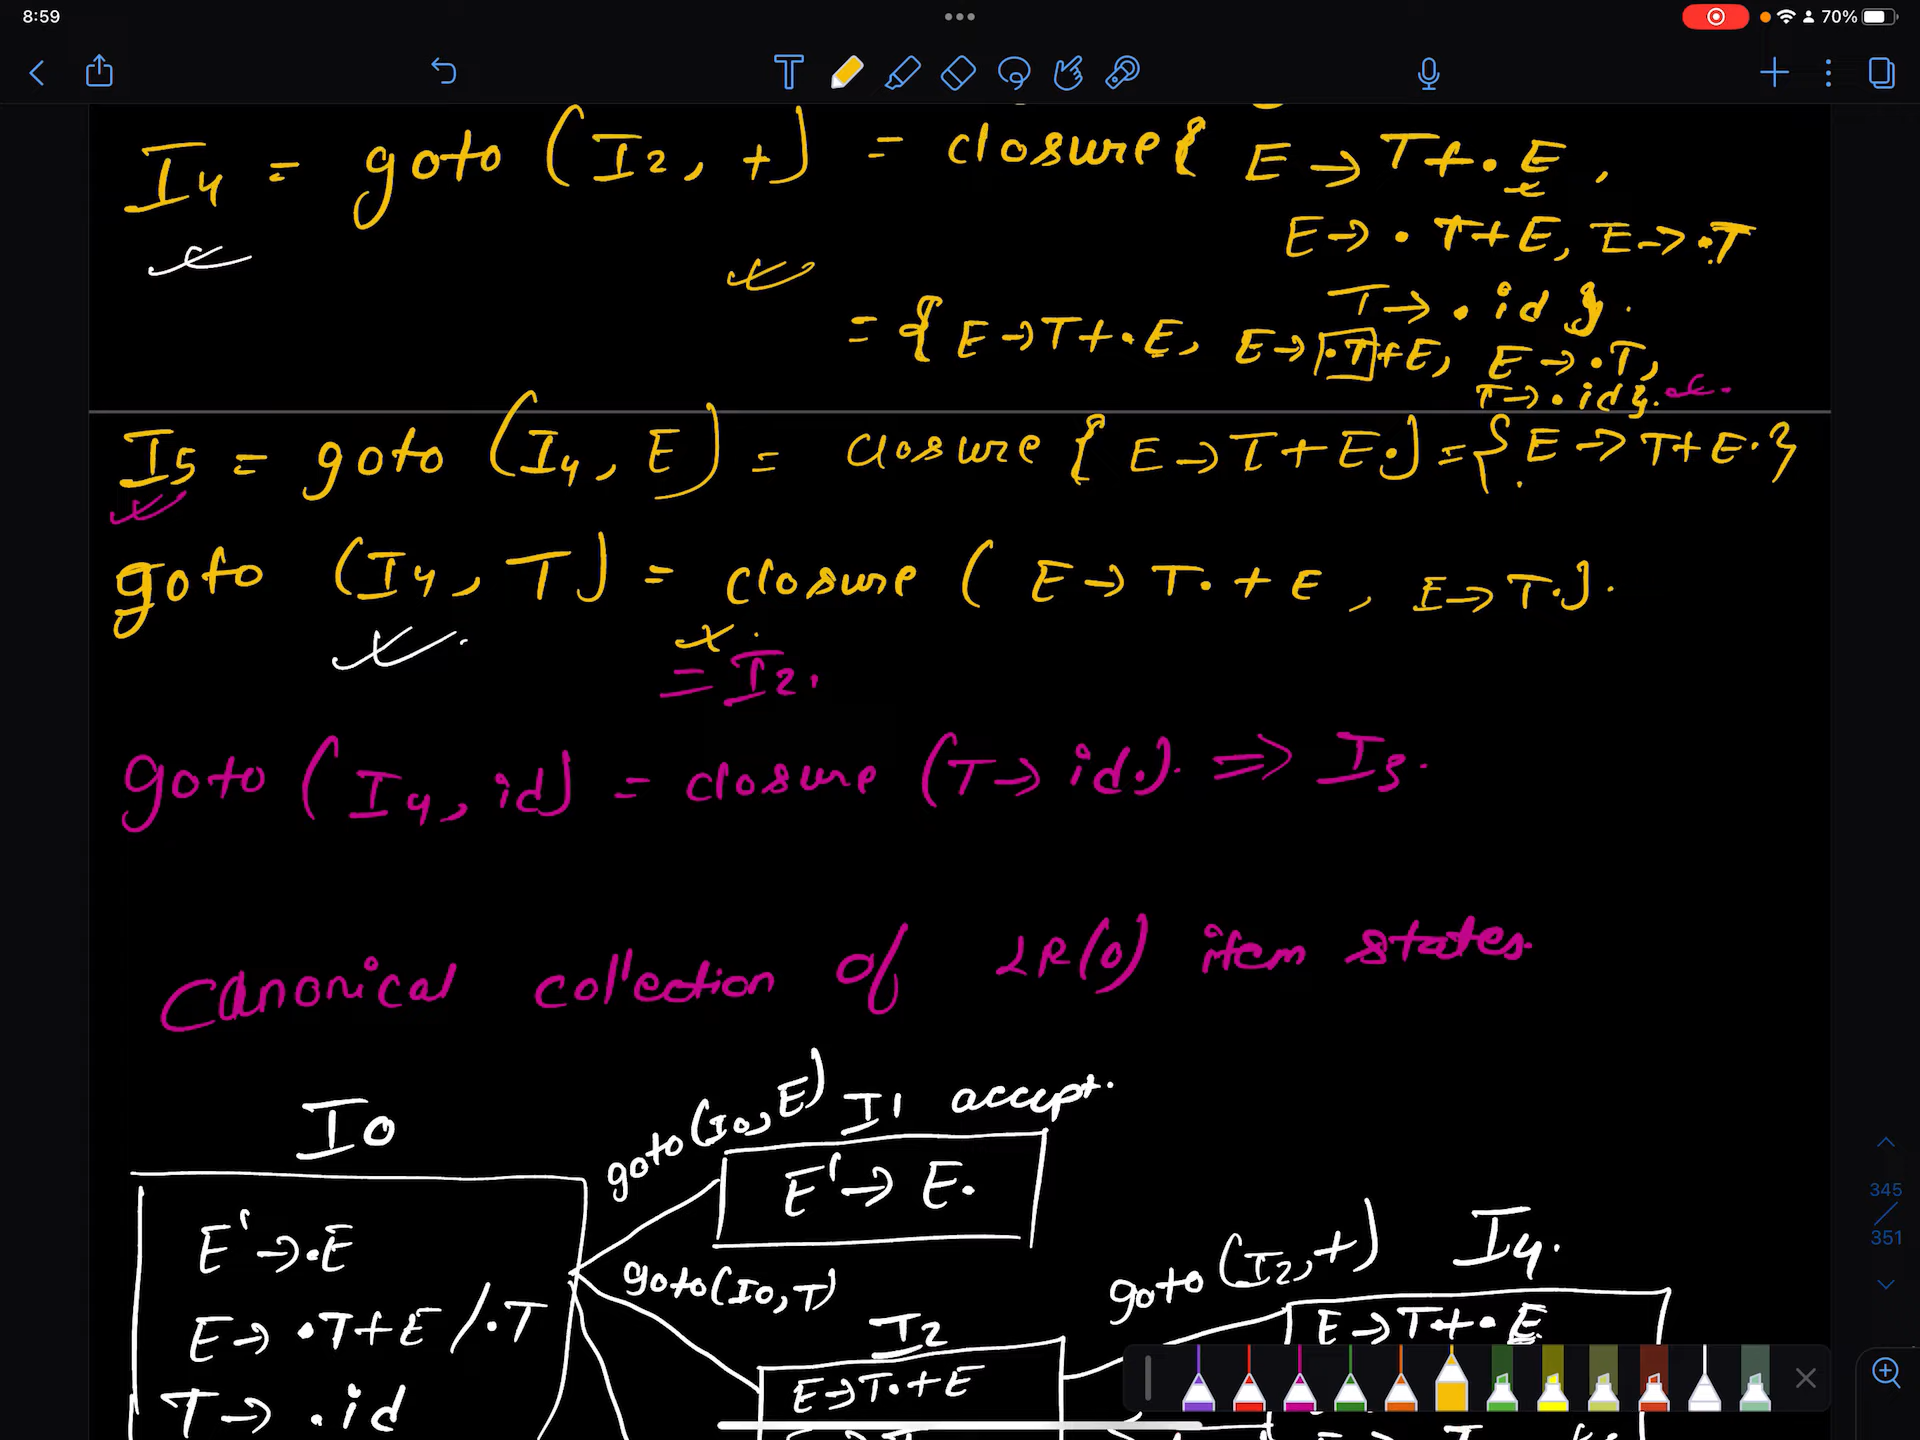 8:59
70%
I4 = goto (I2, +) = closure{ E → T+.E,
E → . T+E, E → .T
T → . id }.
= { E → T+.E, E → .T+E, E → .T,
T → . id}.
I5 = goto (I4, E) = closure { E → T+E.} = { E → T+E.}
goto (I4, T) = closure ( E → T. + E , E → T.}.
= I2.
goto ( I4, id) = closure (T → id.). ⇒ I3.
Canonical collection of LR(0) item states.
goto(I0, E) I1 accept.
I0
E' → E.
E' → .E
goto(I0, T)
goto (I2, +) I4.
E → .T+E / .T
I2
E → T+.E
E → T.+E
T → .id
345
351